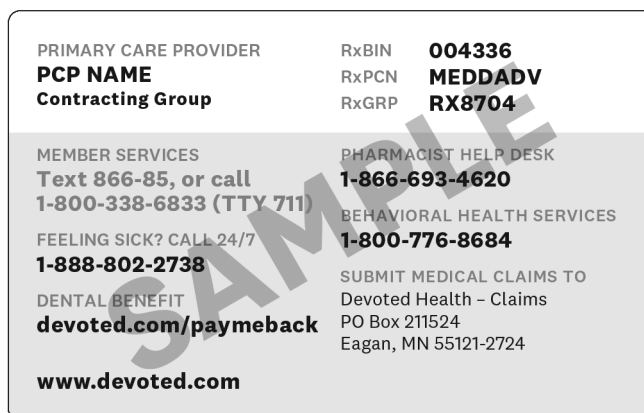 PRIMARY CARE PROVIDER
PCP NAME
Contracting Group
RxBIN 004336
RxPCN MEDDADV
RxGRP RX8704
MEMBER SERVICES
Text 866-85, or call
1-800-338-6833 (TTY 711)
FEELING SICK? CALL 24/7
1-888-802-2738
DENTAL BENEFIT
devoted.com/paymeback
www.devoted.com
PHARMACIST HELP DESK
1-866-693-4620
BEHAVIORAL HEALTH SERVICES
1-800-776-8684
SUBMIT MEDICAL CLAIMS TO
Devoted Health – Claims
PO Box 211524
Eagan, MN 55121-2724
SAMPLE